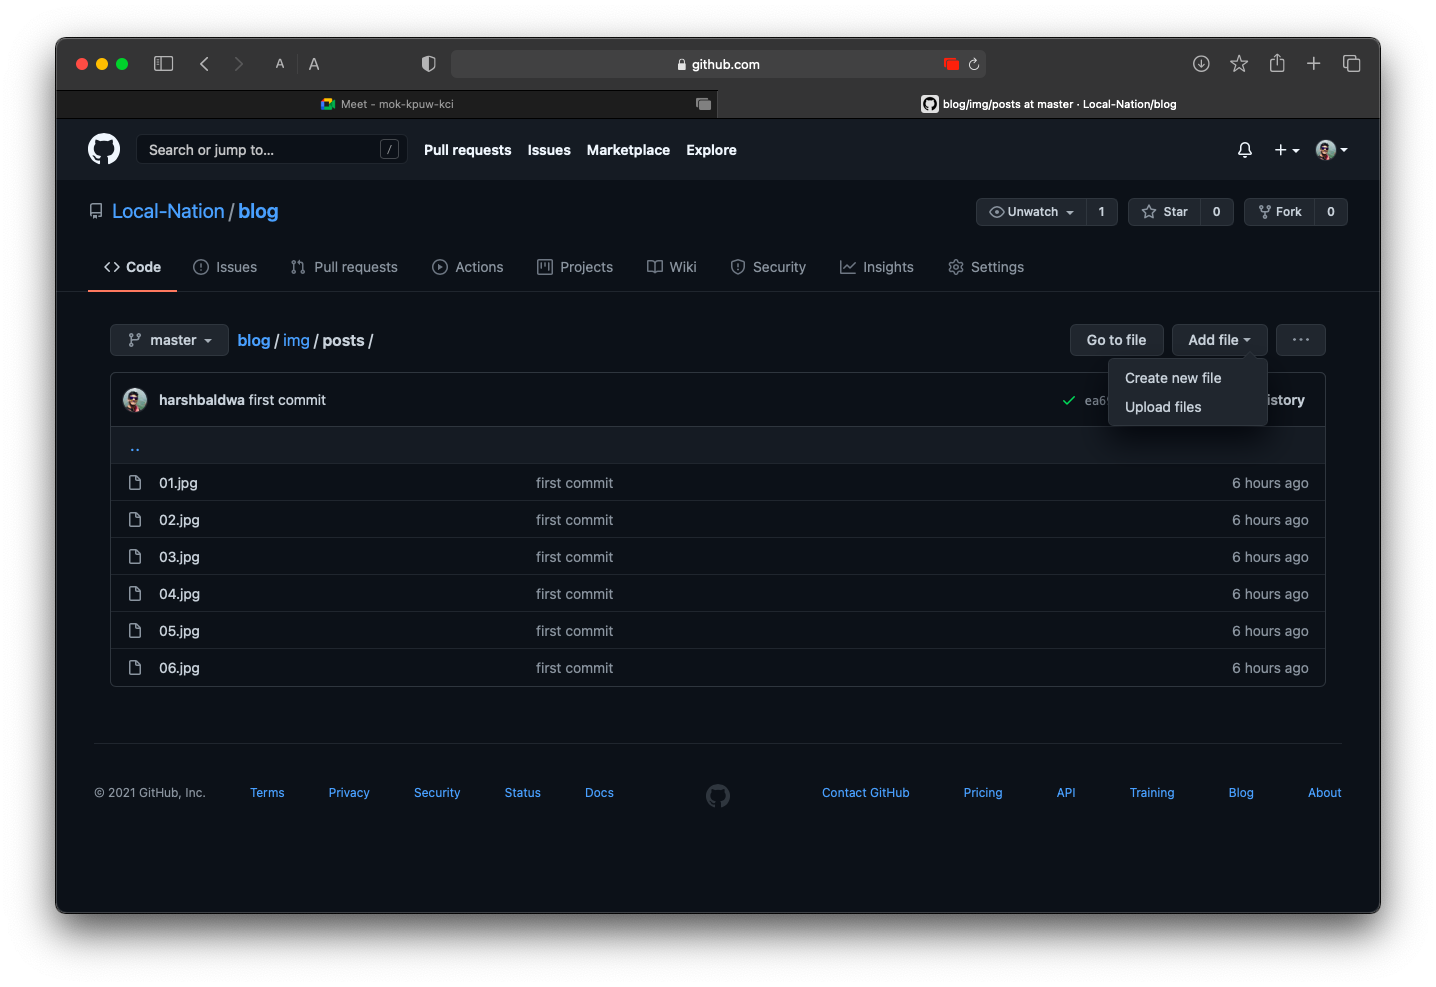 A A github.com
Meet - mok-kpuw-kci
blog/img/posts at master · Local-Nation/blog
Search or jump to... / Pull requests Issues Marketplace Explore
Local-Nation / blog Unwatch 1 Star 0 Fork 0
Code Issues Pull requests Actions Projects Wiki Security Insights Settings
master blog / img / posts / Go to file Add file ...
Create new file
harshbaldwa first commit ea6 istory
Upload files
..
01.jpg first commit 6 hours ago
02.jpg first commit 6 hours ago
03.jpg first commit 6 hours ago
04.jpg first commit 6 hours ago
05.jpg first commit 6 hours ago
06.jpg first commit 6 hours ago
© 2021 GitHub, Inc. Terms Privacy Security Status Docs Contact GitHub Pricing API Training Blog About